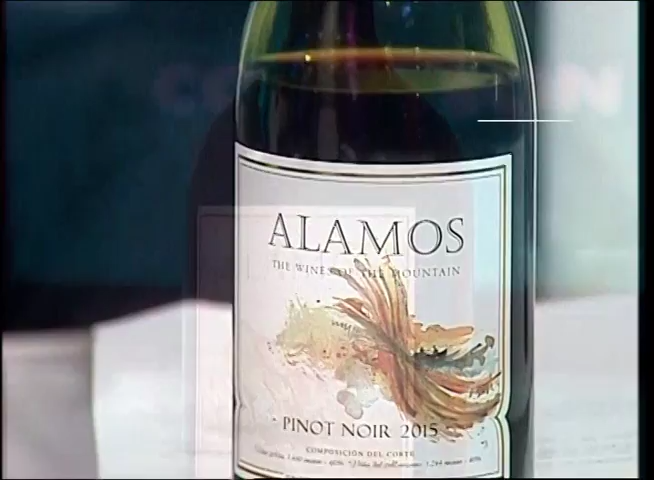 ALAMOS
THE WINES OF THE MOUNTAIN
PINOT NOIR 2015
COMPOSICIÓN DEL CORTE